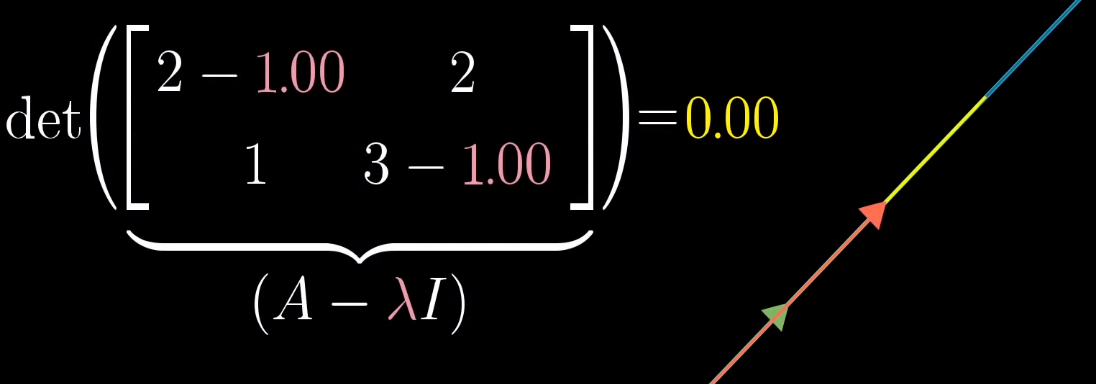 det([2 − 1.00 2
1 3 − 1.00]) = 0.00
(A − λI)